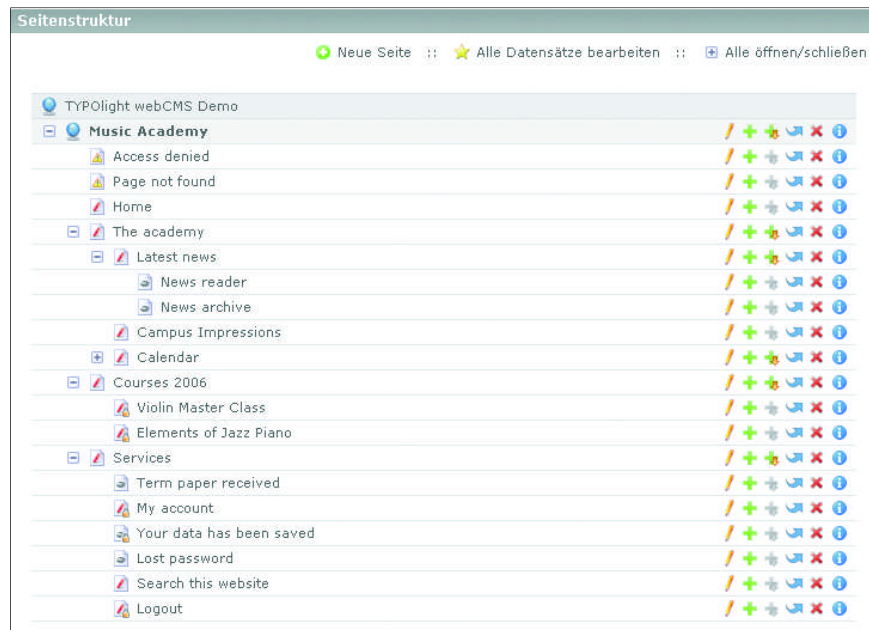 Seitenstruktur
Neue Seite :: Alle Datensätze bearbeiten :: Alle öffnen/schließen
TYPOlight webCMS Demo
Music Academy
Access denied
Page not found
Home
The academy
Latest news
News reader
News archive
Campus Impressions
Calendar
Courses 2006
Violin Master Class
Elements of Jazz Piano
Services
Term paper received
My account
Your data has been saved
Lost password
Search this website
Logout